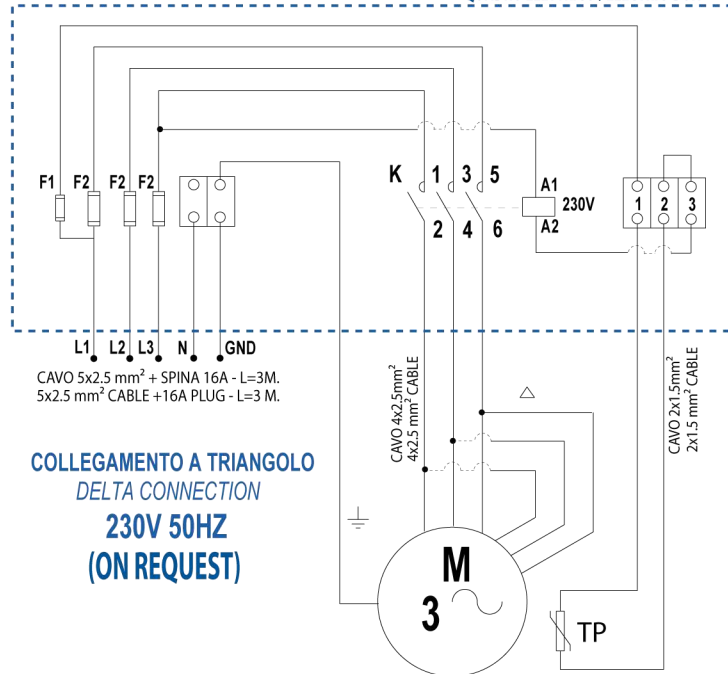 F1 F2 F2 F2
K 1 3 5
2 4 6
A1
230V
A2
1 2 3
L1 L2 L3 N GND
CAVO 5x2.5 mm² + SPINA 16A - L=3M.
5x2.5 mm² CABLE +16A PLUG - L=3 M.
CAVO 4x2.5mm²
4x2.5 mm² CABLE
CAVO 2x1.5mm²
2x1.5 mm² CABLE
COLLEGAMENTO A TRIANGOLO
DELTA CONNECTION
230V 50HZ
(ON REQUEST)
M
3
TP